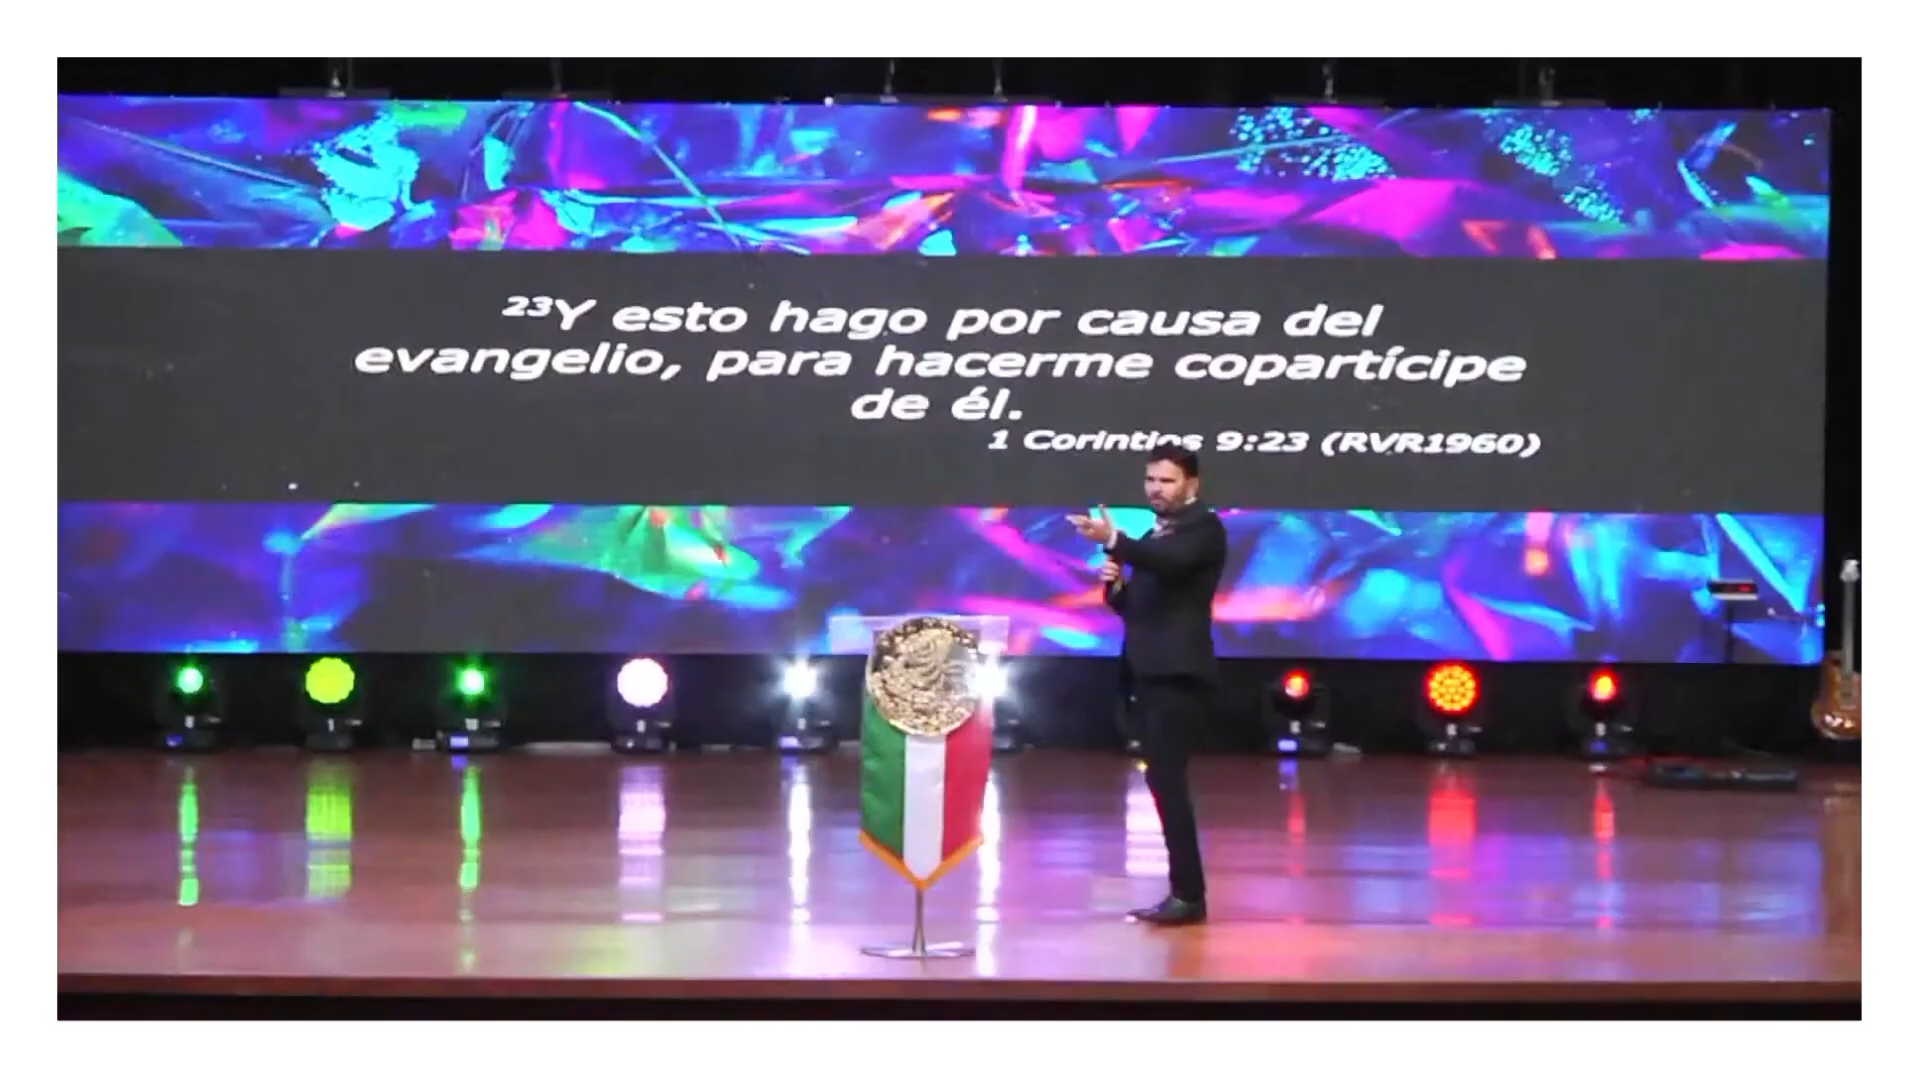 ²³Y esto hago por causa del
evangelio, para hacerme copartícipe
de él.
1 Corintios 9:23 (RVR1960)